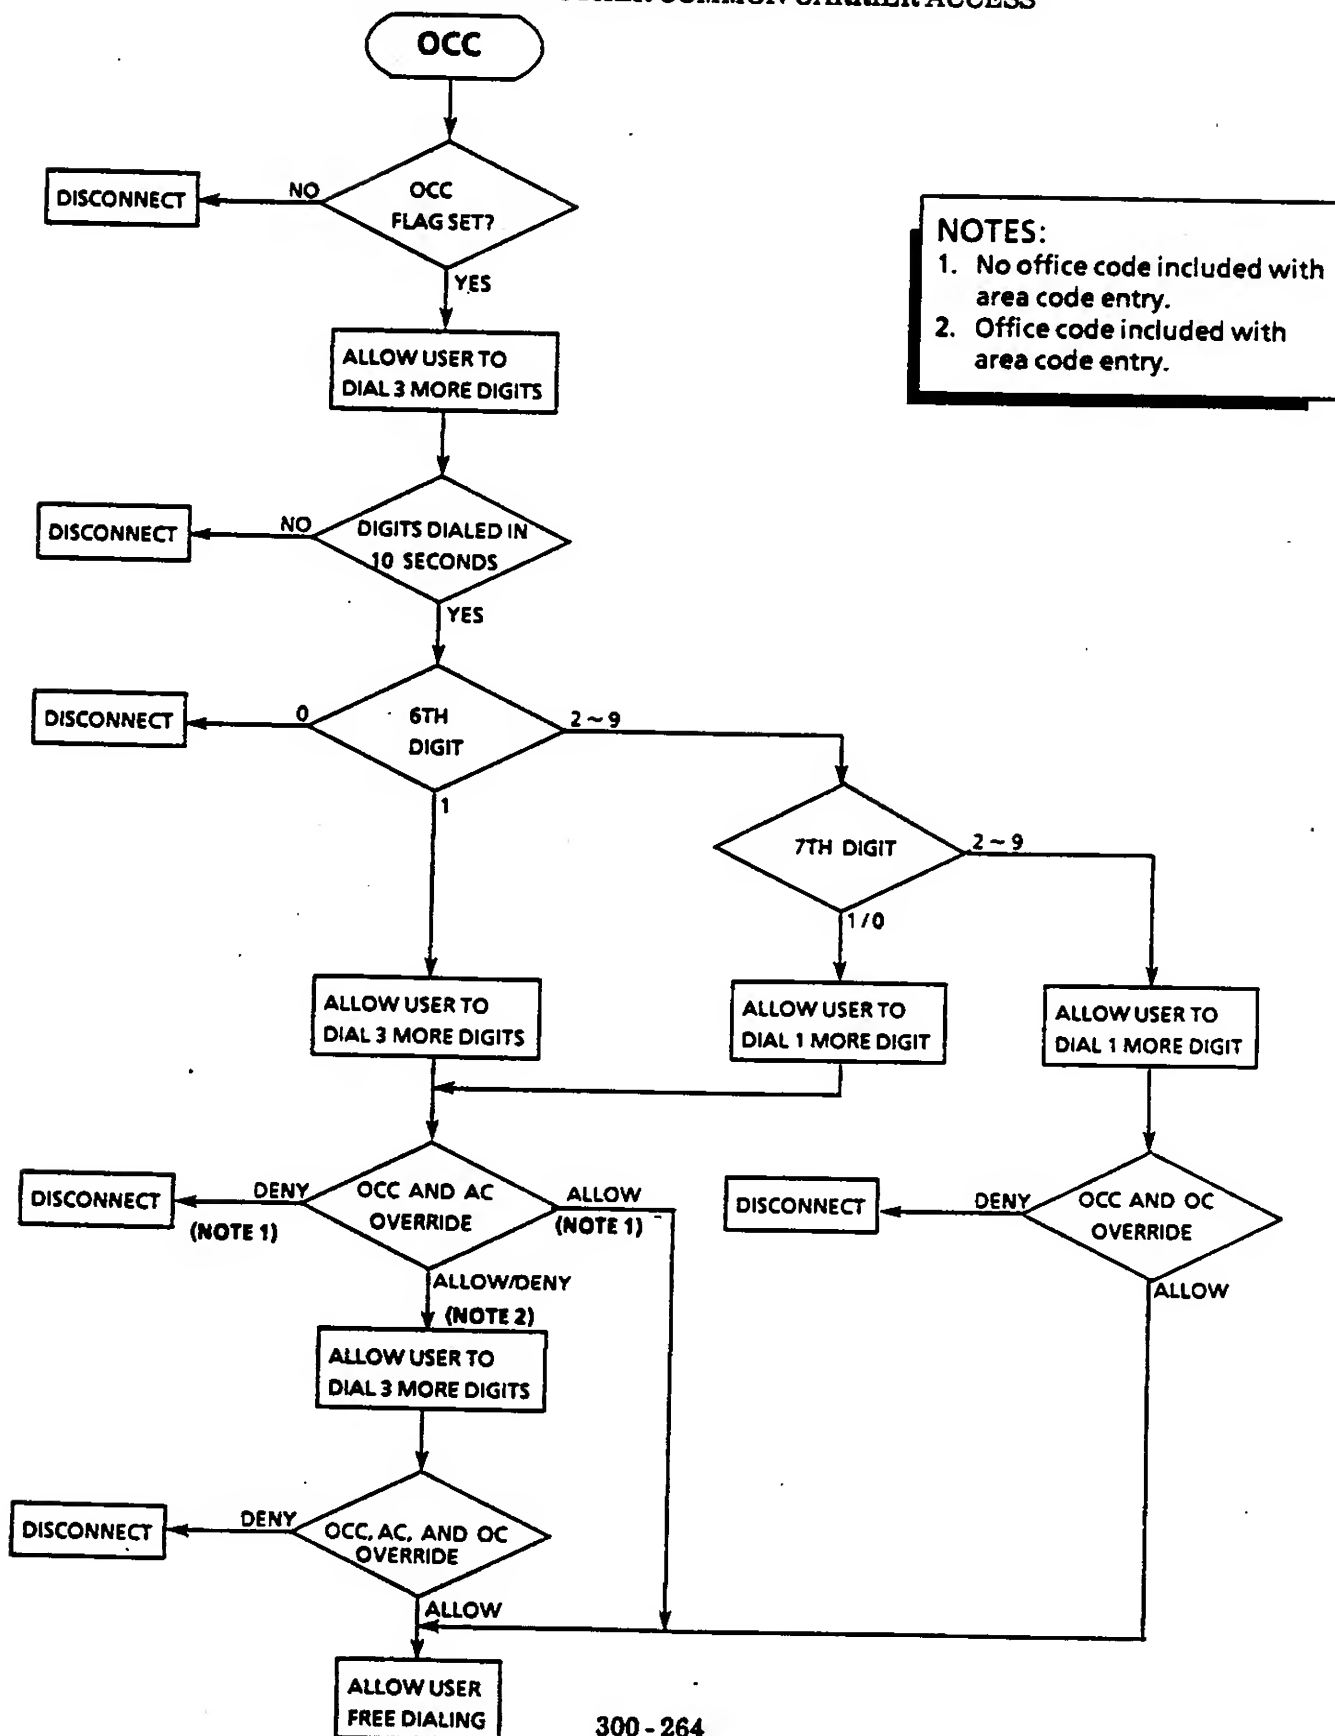 COMMON CARRIER ACCESS
OCC
OCC
FLAG SET?
NO
DISCONNECT
YES
NOTES:
1. No office code included with
area code entry.
2. Office code included with
area code entry.
ALLOW USER TO
DIAL 3 MORE DIGITS
DIGITS DIALED IN
10 SECONDS
NO
DISCONNECT
YES
6TH
DIGIT
0
DISCONNECT
2 ~ 9
1
7TH DIGIT
2 ~ 9
1/0
ALLOW USER TO
DIAL 3 MORE DIGITS
ALLOW USER TO
DIAL 1 MORE DIGIT
ALLOW USER TO
DIAL 1 MORE DIGIT
OCC AND AC
OVERRIDE
DENY
(NOTE 1)
DISCONNECT
ALLOW
(NOTE 1)
OCC AND OC
OVERRIDE
DENY
DISCONNECT
ALLOW
ALLOW/DENY
(NOTE 2)
ALLOW USER TO
DIAL 3 MORE DIGITS
OCC, AC, AND OC
OVERRIDE
DENY
DISCONNECT
ALLOW
ALLOW USER
FREE DIALING
300 - 264